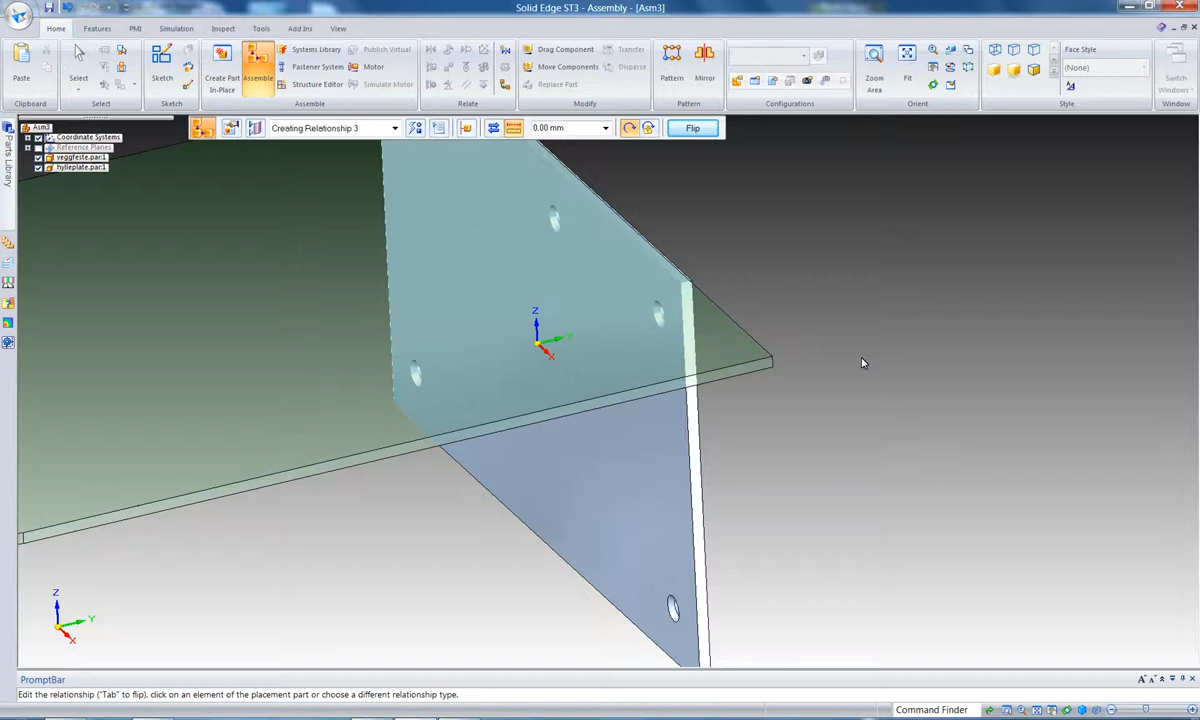 Solid Edge ST3 - Assembly - [Asm3]
Home Features PMI Simulation Inspect Tools Add Ins View
Paste
Clipboard
Select
Select
Sketch
Sketch
Create Part In-Place
Assemble
Systems Library
Fastener System
Structure Editor
Publish Virtual
Motor
Simulate Motor
Assemble
Relate
Drag Component
Move Components
Replace Part
Transfer
Disperse
Modify
Pattern
Mirror
Pattern
Configurations
Zoom Area
Fit
Orient
Face Style
(None)
Style
Switch Windows
Window
Creating Relationship 3
0,00 mm
Flip
Parts Library
Asm3
Coordinate Systems
Reference Planes
veggfeste.par:1
hylleplate.par:1
Z
Y
X
Z
Y
X
PromptBar
Edit the relationship ("Tab" to flip), click on an element of the placement part or choose a different relationship type.
Command Finder